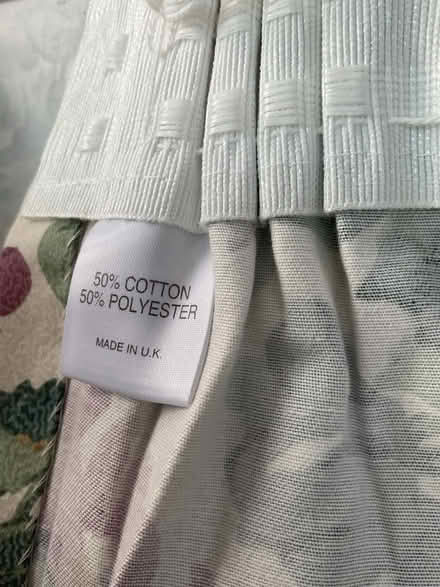 50% COTTON
50% POLYESTER
MADE IN U.K.